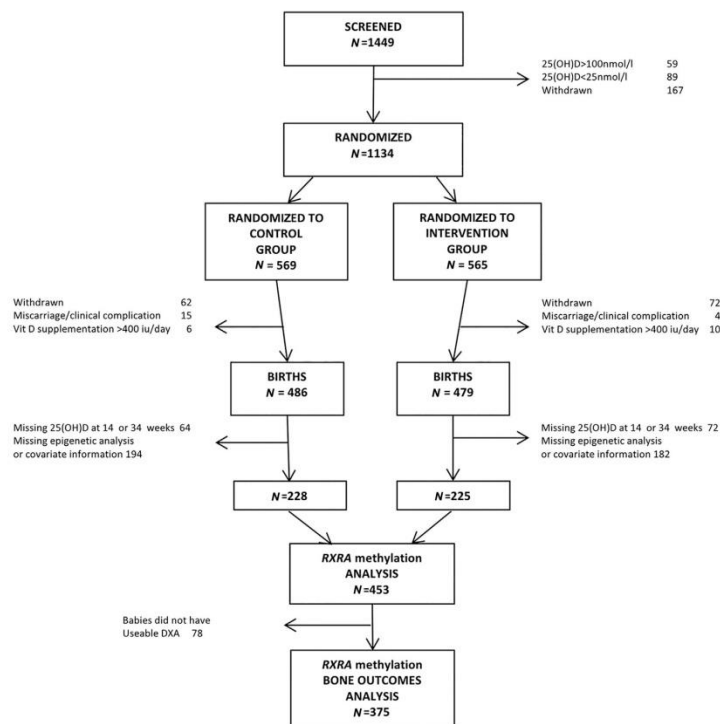 SCREENED
N=1449
25(OH)D>100nmol/l 59
25(OH)D<25nmol/l 89
Withdrawn 167
RANDOMIZED
N=1134
RANDOMIZED TO
CONTROL
GROUP
N = 569
RANDOMIZED TO
INTERVENTION
GROUP
N = 565
Withdrawn 62
Miscarriage/clinical complication 15
Vit D supplementation >400 iu/day 6
Withdrawn 72
Miscarriage/clinical complication 4
Vit D supplementation >400 iu/day 10
BIRTHS
N = 486
BIRTHS
N = 479
Missing 25(OH)D at 14 or 34 weeks 64
Missing epigenetic analysis
or covariate information 194
Missing 25(OH)D at 14 or 34 weeks 72
Missing epigenetic analysis
or covariate information 182
N=228
N=225
RXRA methylation
ANALYSIS
N=453
Babies did not have
Useable DXA 78
RXRA methylation
BONE OUTCOMES
ANALYSIS
N=375